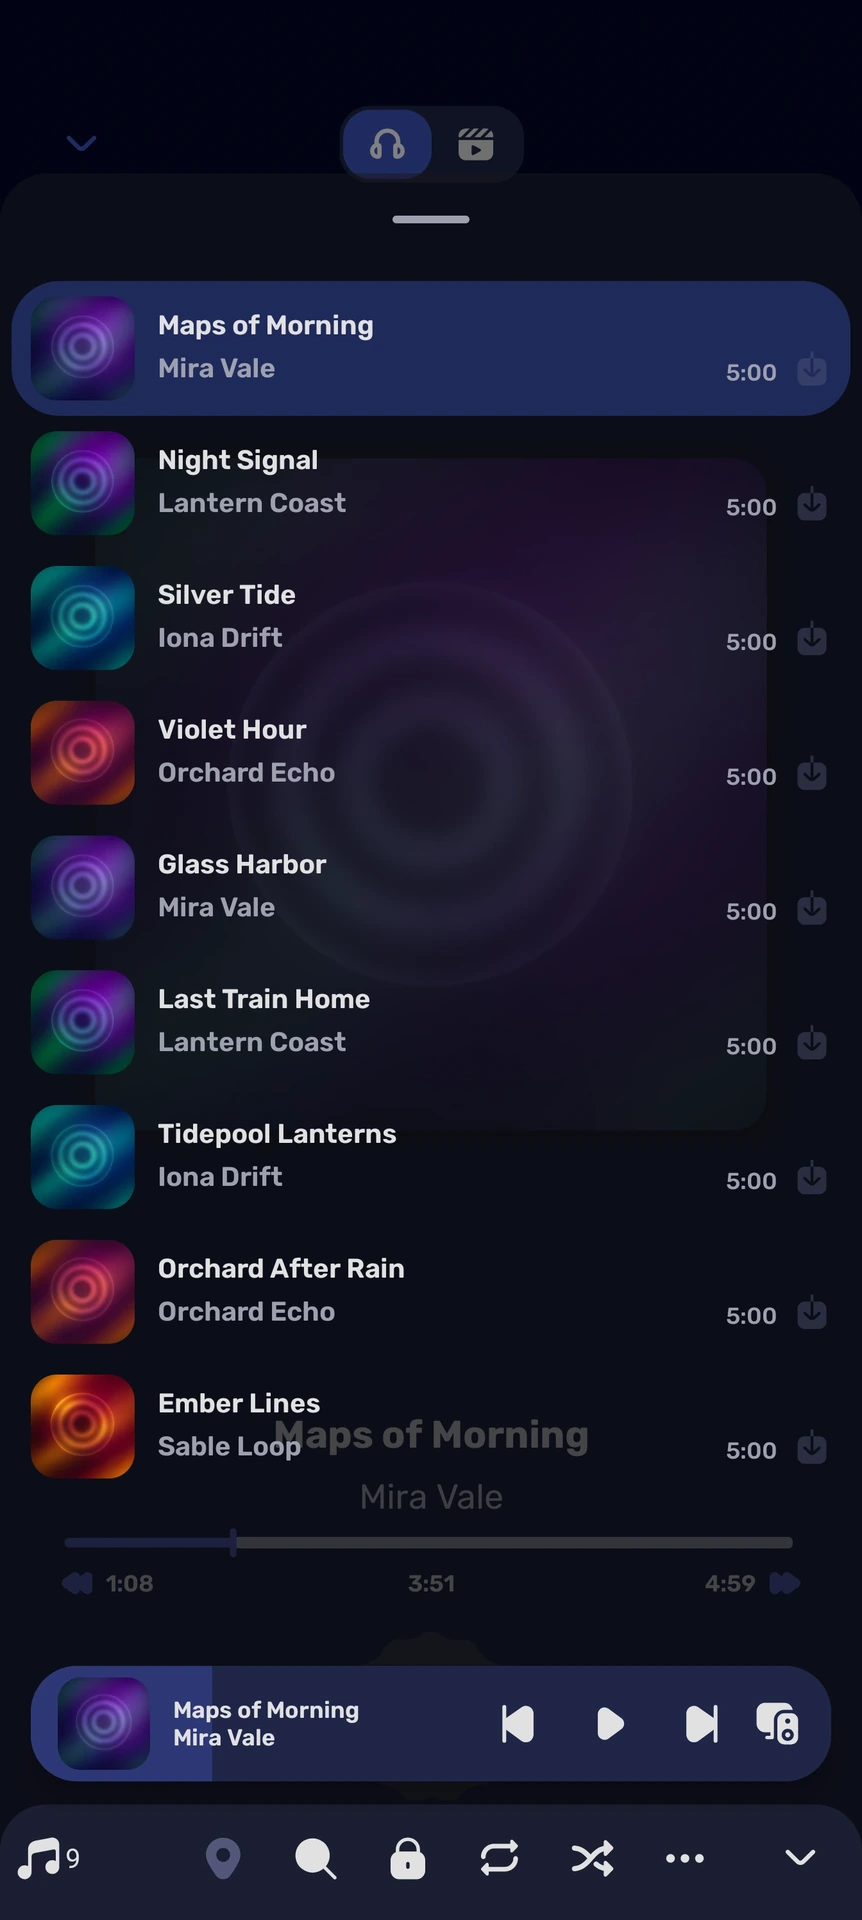 Maps of Morning
Mira Vale
5:00
Night Signal
Lantern Coast
5:00
Silver Tide
Iona Drift
5:00
Violet Hour
Orchard Echo
5:00
Glass Harbor
Mira Vale
5:00
Last Train Home
Lantern Coast
5:00
Tidepool Lanterns
Iona Drift
5:00
Orchard After Rain
Orchard Echo
5:00
Ember Lines
Sable Loop
5:00
Maps of Morning
Mira Vale
1:08 3:51 4:59
Maps of Morning
Mira Vale
9